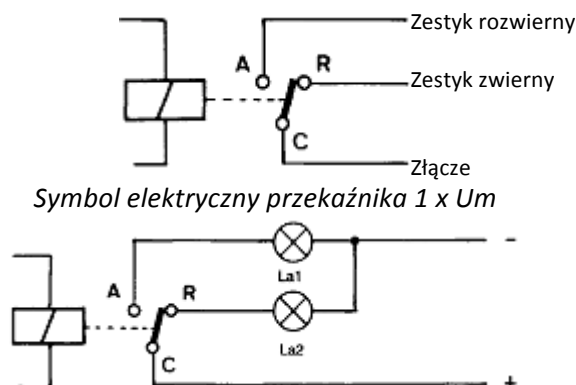 Zestyk rozwierny
A R
Zestyk zwierny
C
Złącze
Symbol elektryczny przekaźnika 1 x Um
-
La1
A R
La2
C
+